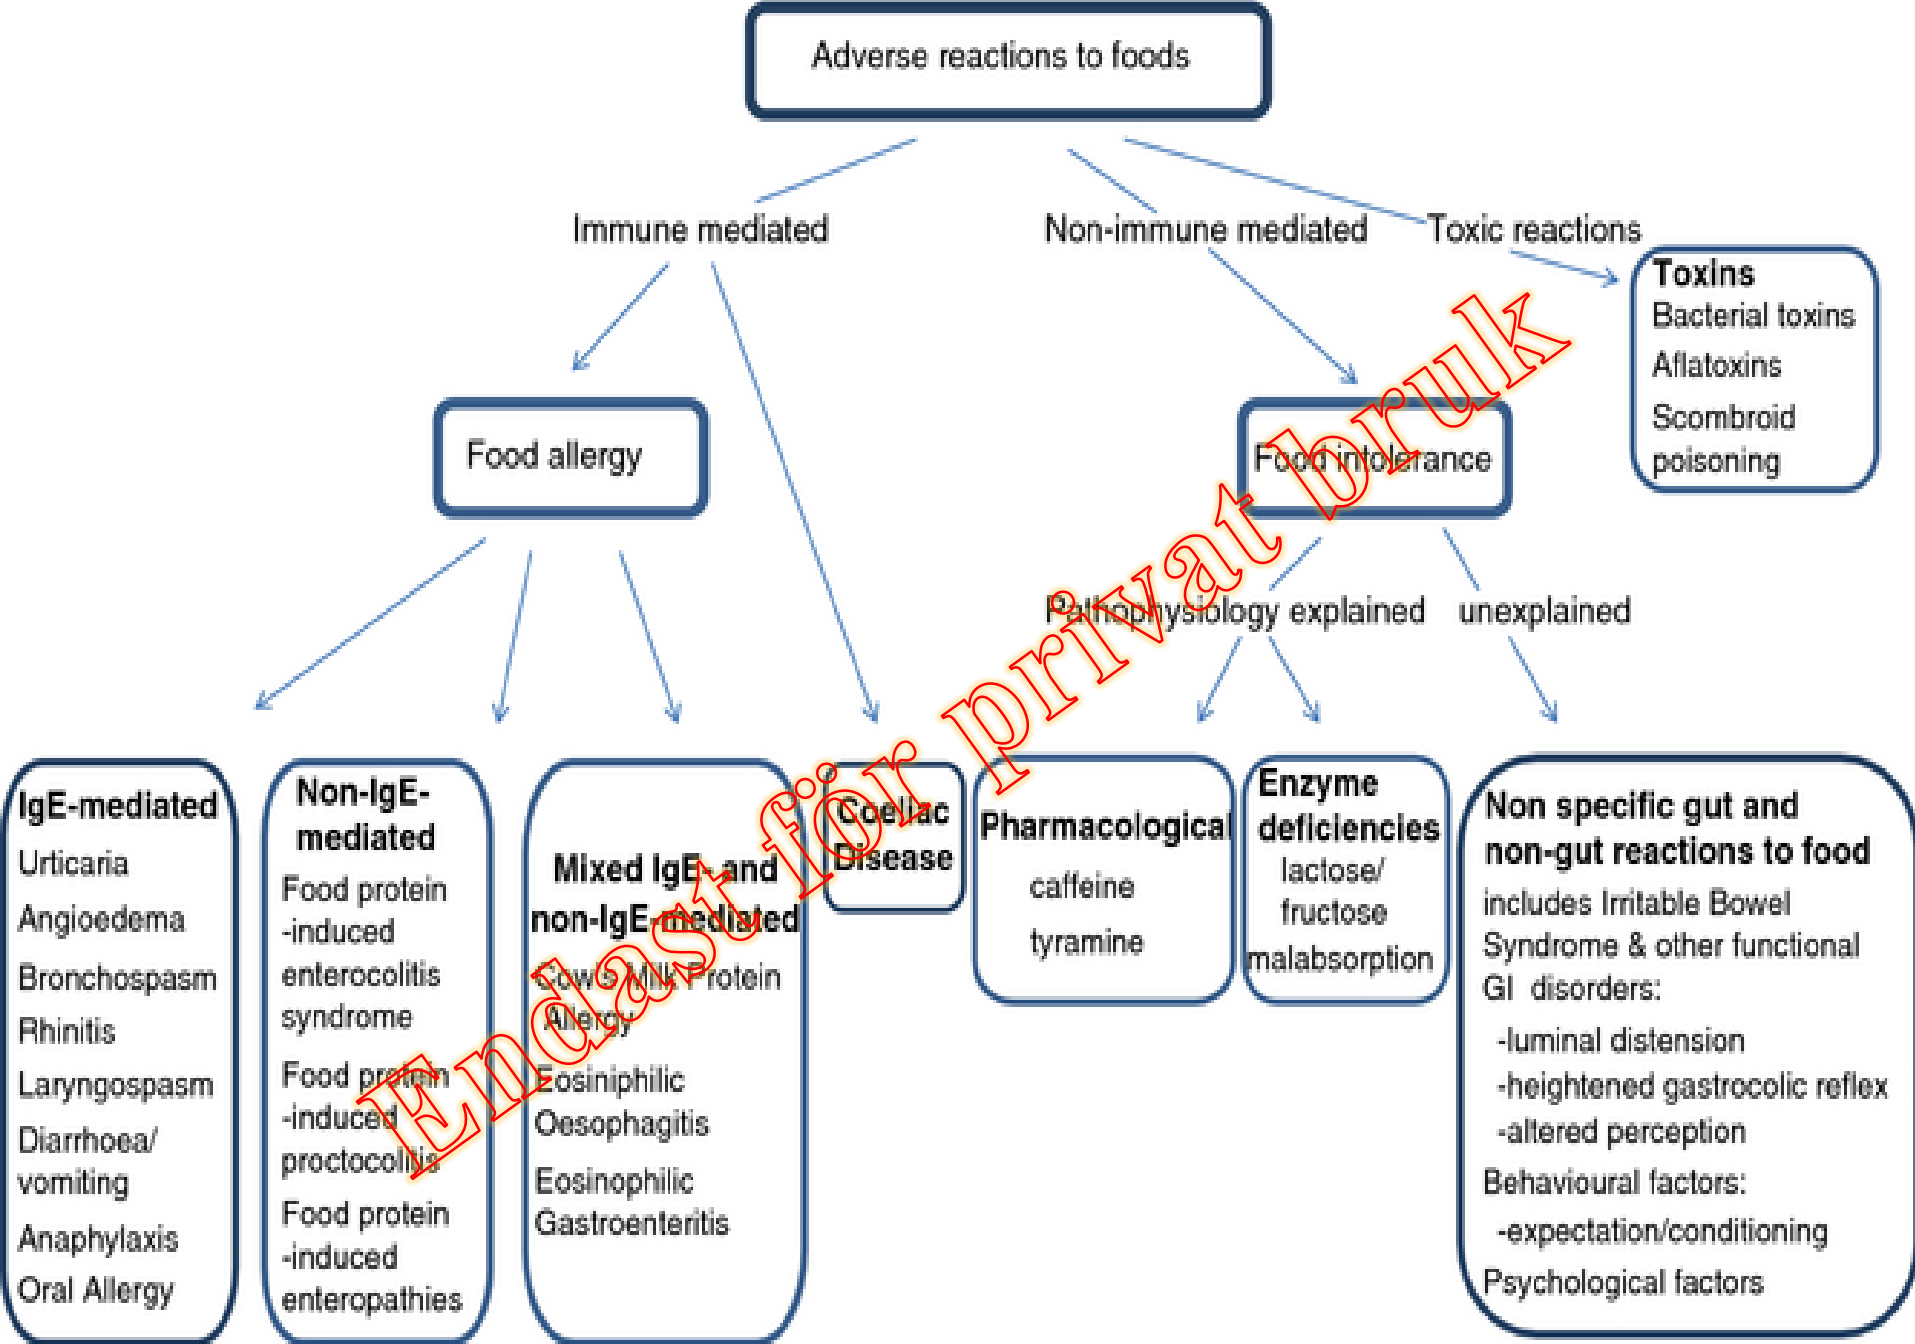 Adverse reactions to foods
Immune mediated
Non-immune mediated
Toxic reactions
Toxins
Bacterial toxins
Aflatoxins
Scombroid
poisoning
Food allergy
Food intolerance
Pathophysiology explained
unexplained
IgE-mediated
Urticaria
Angioedema
Bronchospasm
Rhinitis
Laryngospasm
Diarrhoea/
vomiting
Anaphylaxis
Oral Allergy
Non-IgE-
mediated
Food protein
-induced
enterocolitis
syndrome
Food protein
-induced
proctocolitis
Food protein
-induced
enteropathies
Mixed IgE- and
non-IgE-mediated
Cow's Milk Protein
Allergy
Eosiniphilic
Oesophagitis
Eosinophilic
Gastroenteritis
Coeliac
Disease
Pharmacological
caffeine
tyramine
Enzyme
deficiencies
lactose/
fructose
malabsorption
Non specific gut and
non-gut reactions to food
includes Irritable Bowel
Syndrome & other functional
GI disorders:
-luminal distension
-heightened gastrocolic reflex
-altered perception
Behavioural factors:
-expectation/conditioning
Psychological factors
Endast för privat bruk